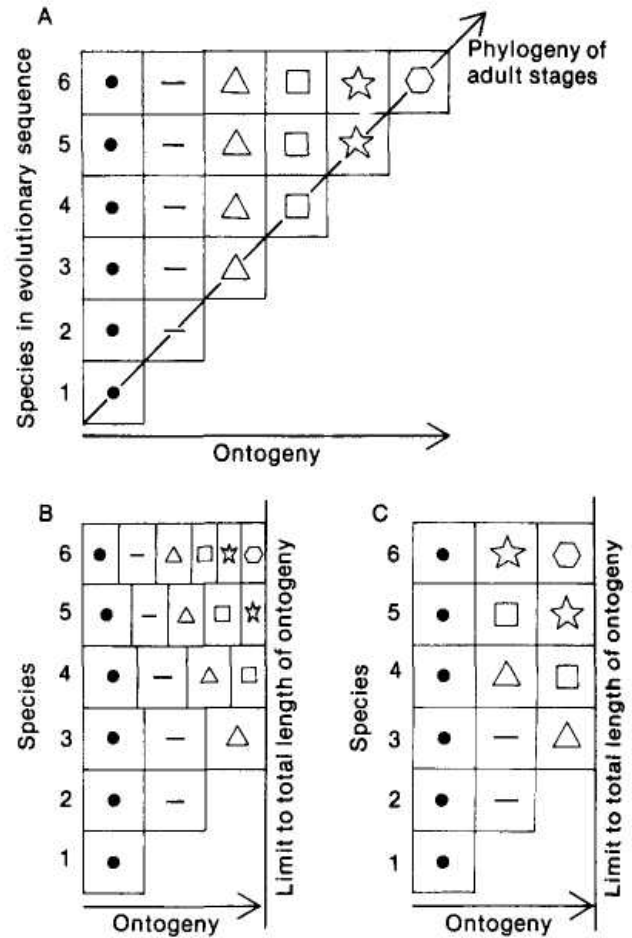 A
Phylogeny of
adult stages
Species in evolutionary sequence
6
5
4
3
2
1
Ontogeny
B
Species
6
5
4
3
2
1
Ontogeny
Limit to total length of ontogeny
C
Species
6
5
4
3
2
1
Ontogeny
Limit to total length of ontogeny